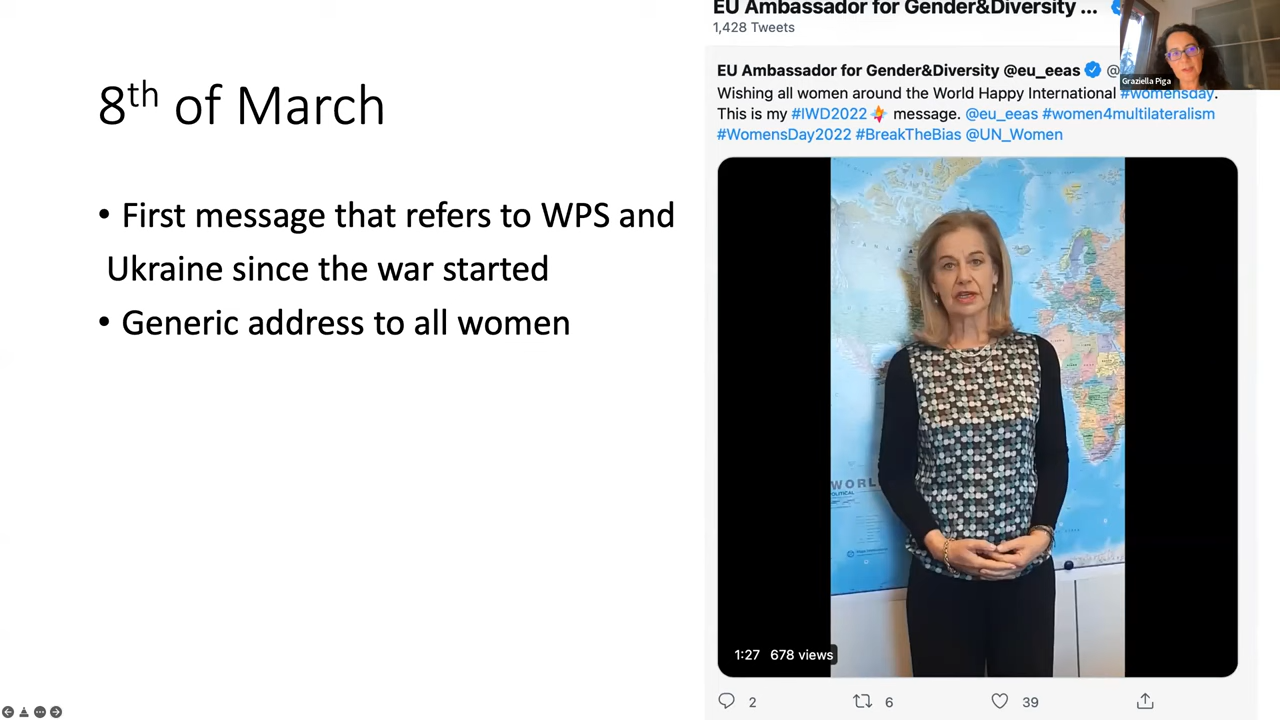 8th of March
• First message that refers to WPS and
Ukraine since the war started
• Generic address to all women
EU Ambassador for Gender&Diversity ...
1,428 Tweets
EU Ambassador for Gender&Diversity @eu_eeas @
Wishing all women around the World Happy International #womensday.
This is my #IWD2022 message. @eu_eeas #women4multilateralism
#WomensDay2022 #BreakTheBias @UN_Women
WORL
POLITICAL
1:27 678 views
2 6 39
Graziella Piga